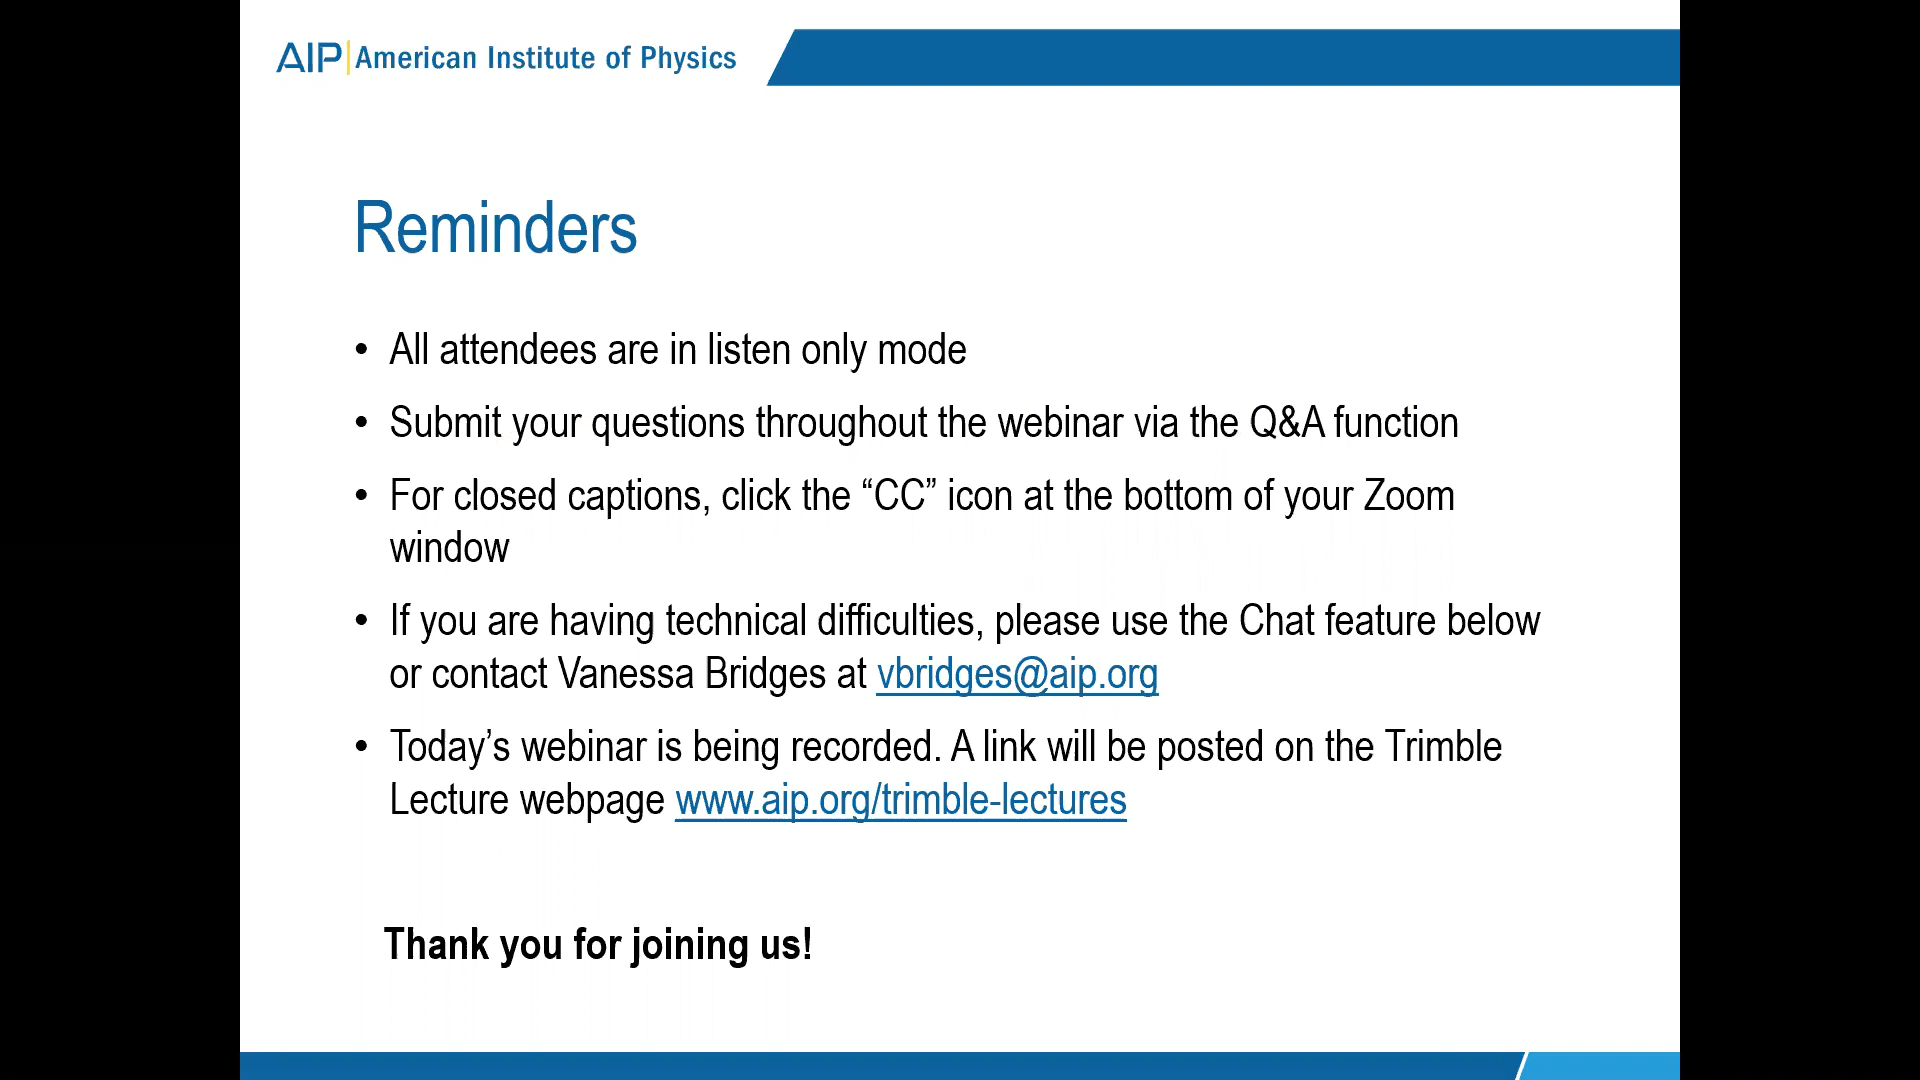 AIP American Institute of Physics
Reminders
• All attendees are in listen only mode
• Submit your questions throughout the webinar via the Q&A function
• For closed captions, click the “CC” icon at the bottom of your Zoom
window
• If you are having technical difficulties, please use the Chat feature below
or contact Vanessa Bridges at vbridges@aip.org
• Today’s webinar is being recorded. A link will be posted on the Trimble
Lecture webpage www.aip.org/trimble-lectures
Thank you for joining us!